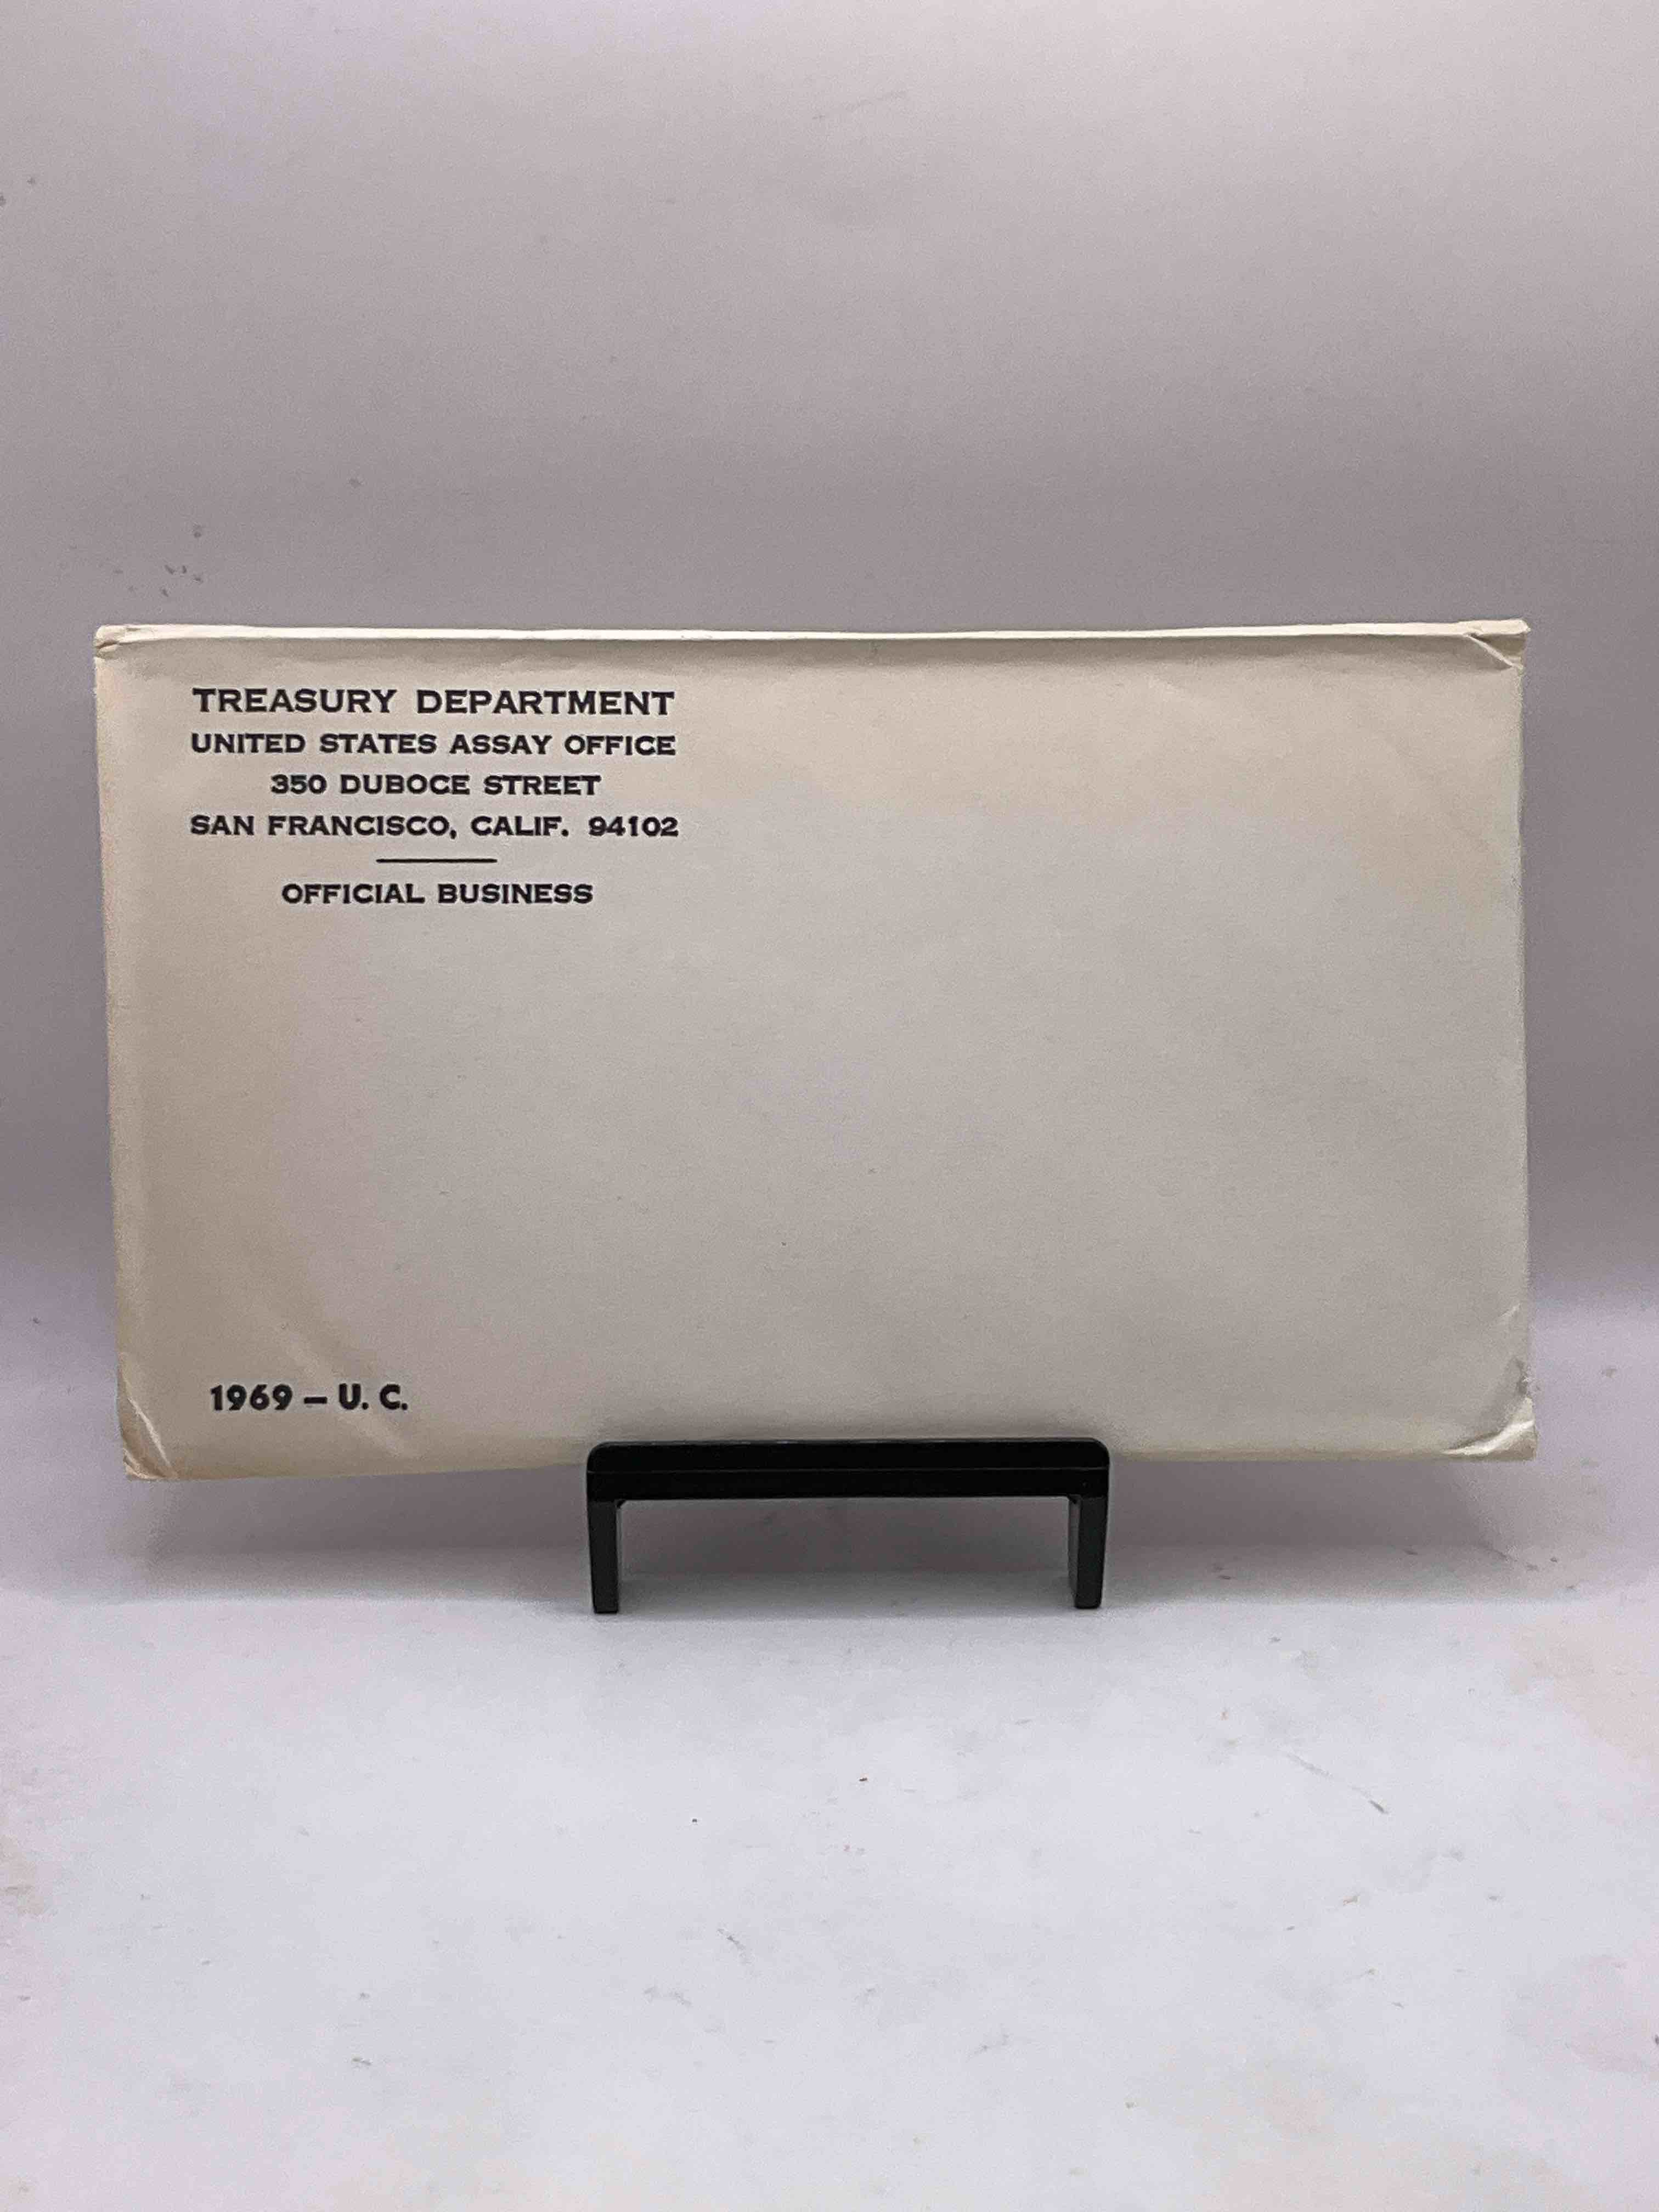 TREASURY DEPARTMENT
UNITED STATES ASSAY OFFICE
350 DUBOCE STREET
SAN FRANCISCO, CALIF. 94102
OFFICIAL BUSINESS
1969 – U. C.